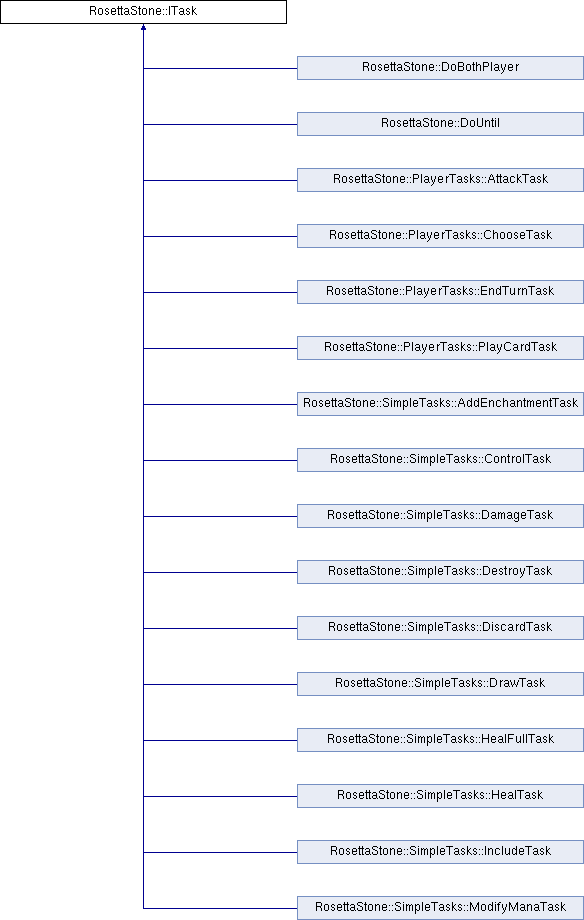 RosettaStone::ITask
RosettaStone::DoBothPlayer
RosettaStone::DoUntil
RosettaStone::PlayerTasks::AttackTask
RosettaStone::PlayerTasks::ChooseTask
RosettaStone::PlayerTasks::EndTurnTask
RosettaStone::PlayerTasks::PlayCardTask
RosettaStone::SimpleTasks::AddEnchantmentTask
RosettaStone::SimpleTasks::ControlTask
RosettaStone::SimpleTasks::DamageTask
RosettaStone::SimpleTasks::DestroyTask
RosettaStone::SimpleTasks::DiscardTask
RosettaStone::SimpleTasks::DrawTask
RosettaStone::SimpleTasks::HealFullTask
RosettaStone::SimpleTasks::HealTask
RosettaStone::SimpleTasks::IncludeTask
RosettaStone::SimpleTasks::ModifyManaTask